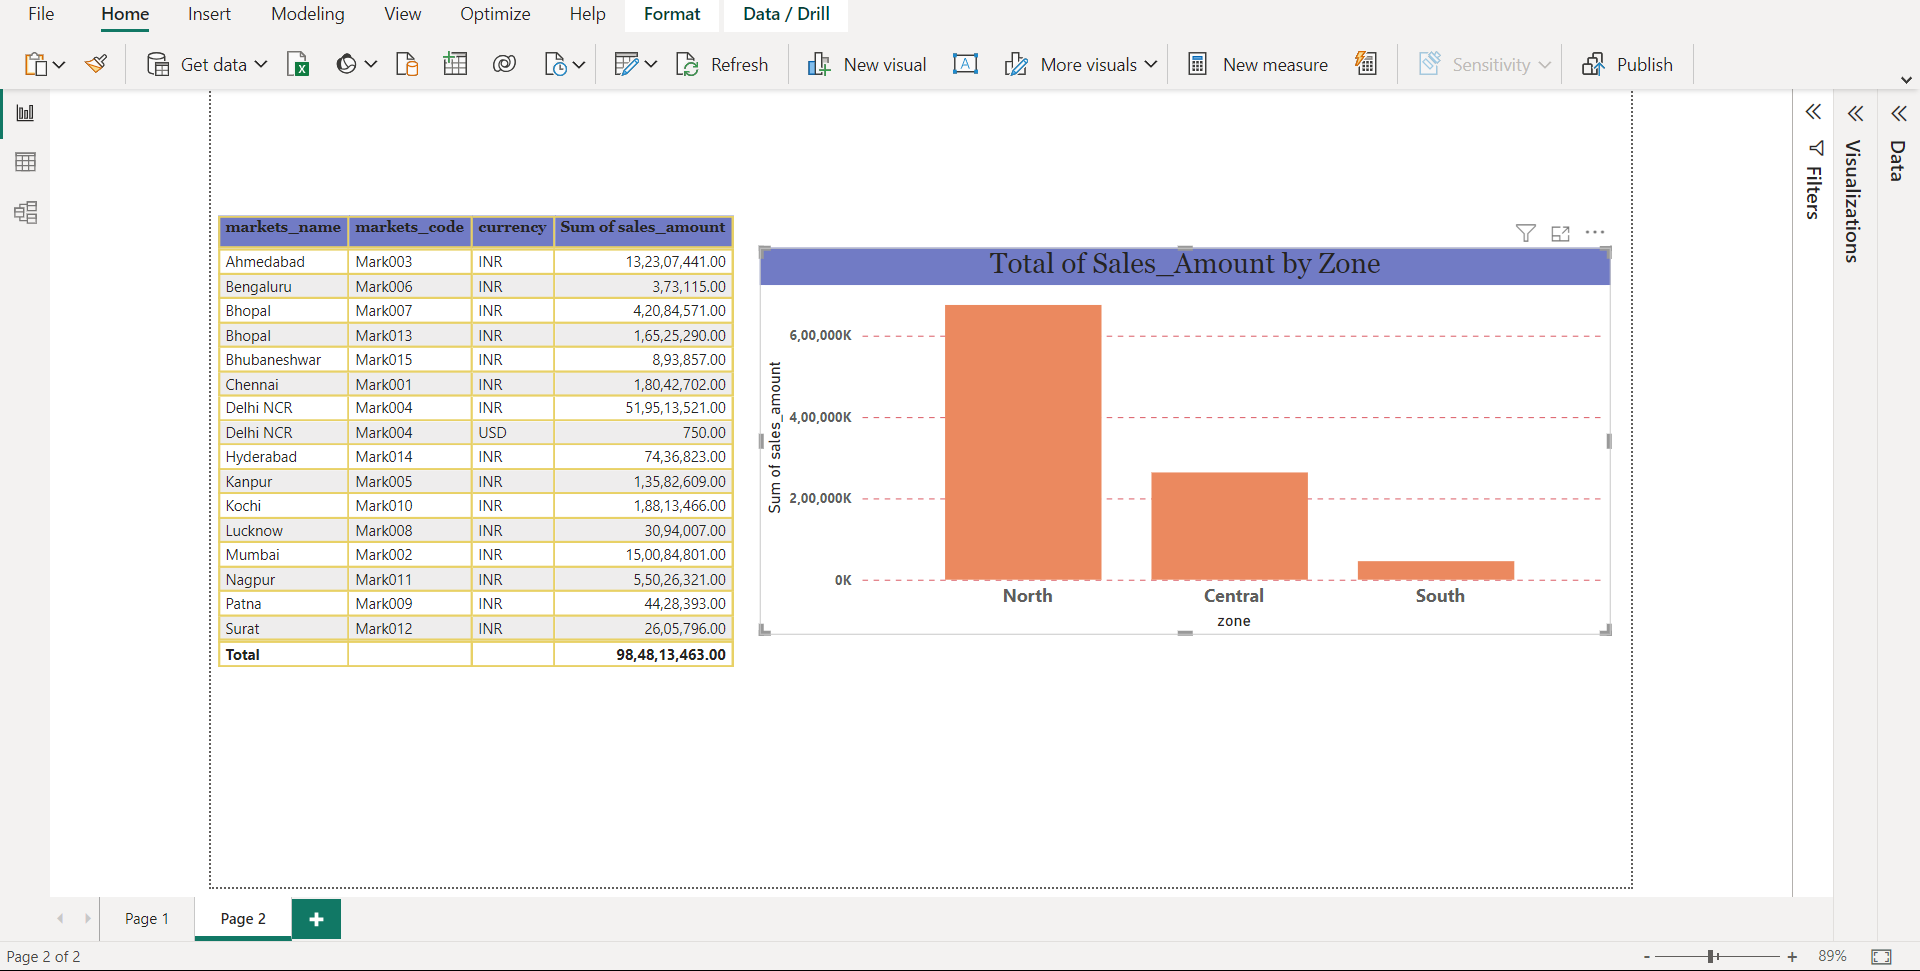 File Home Insert Modeling View Optimize Help Format Data / Drill
Get data Refresh New visual More visuals New measure Sensitivity Publish
markets_name markets_code currency Sum of sales_amount
Ahmedabad Mark003 INR 13,23,07,441.00
Bengaluru Mark006 INR 3,73,115.00
Bhopal Mark007 INR 4,20,84,571.00
Bhopal Mark013 INR 1,65,25,290.00
Bhubaneshwar Mark015 INR 8,93,857.00
Chennai Mark001 INR 1,80,42,702.00
Delhi NCR Mark004 INR 51,95,13,521.00
Delhi NCR Mark004 USD 750.00
Hyderabad Mark014 INR 74,36,823.00
Kanpur Mark005 INR 1,35,82,609.00
Kochi Mark010 INR 1,88,13,466.00
Lucknow Mark008 INR 30,94,007.00
Mumbai Mark002 INR 15,00,84,801.00
Nagpur Mark011 INR 5,50,26,321.00
Patna Mark009 INR 44,28,393.00
Surat Mark012 INR 26,05,796.00
Total 98,48,13,463.00
Total of Sales_Amount by Zone
Sum of sales_amount
6,00,000K
4,00,000K
2,00,000K
0K
North Central South
zone
Filters
Visualizations
Data
Page 1 Page 2
Page 2 of 2
89%